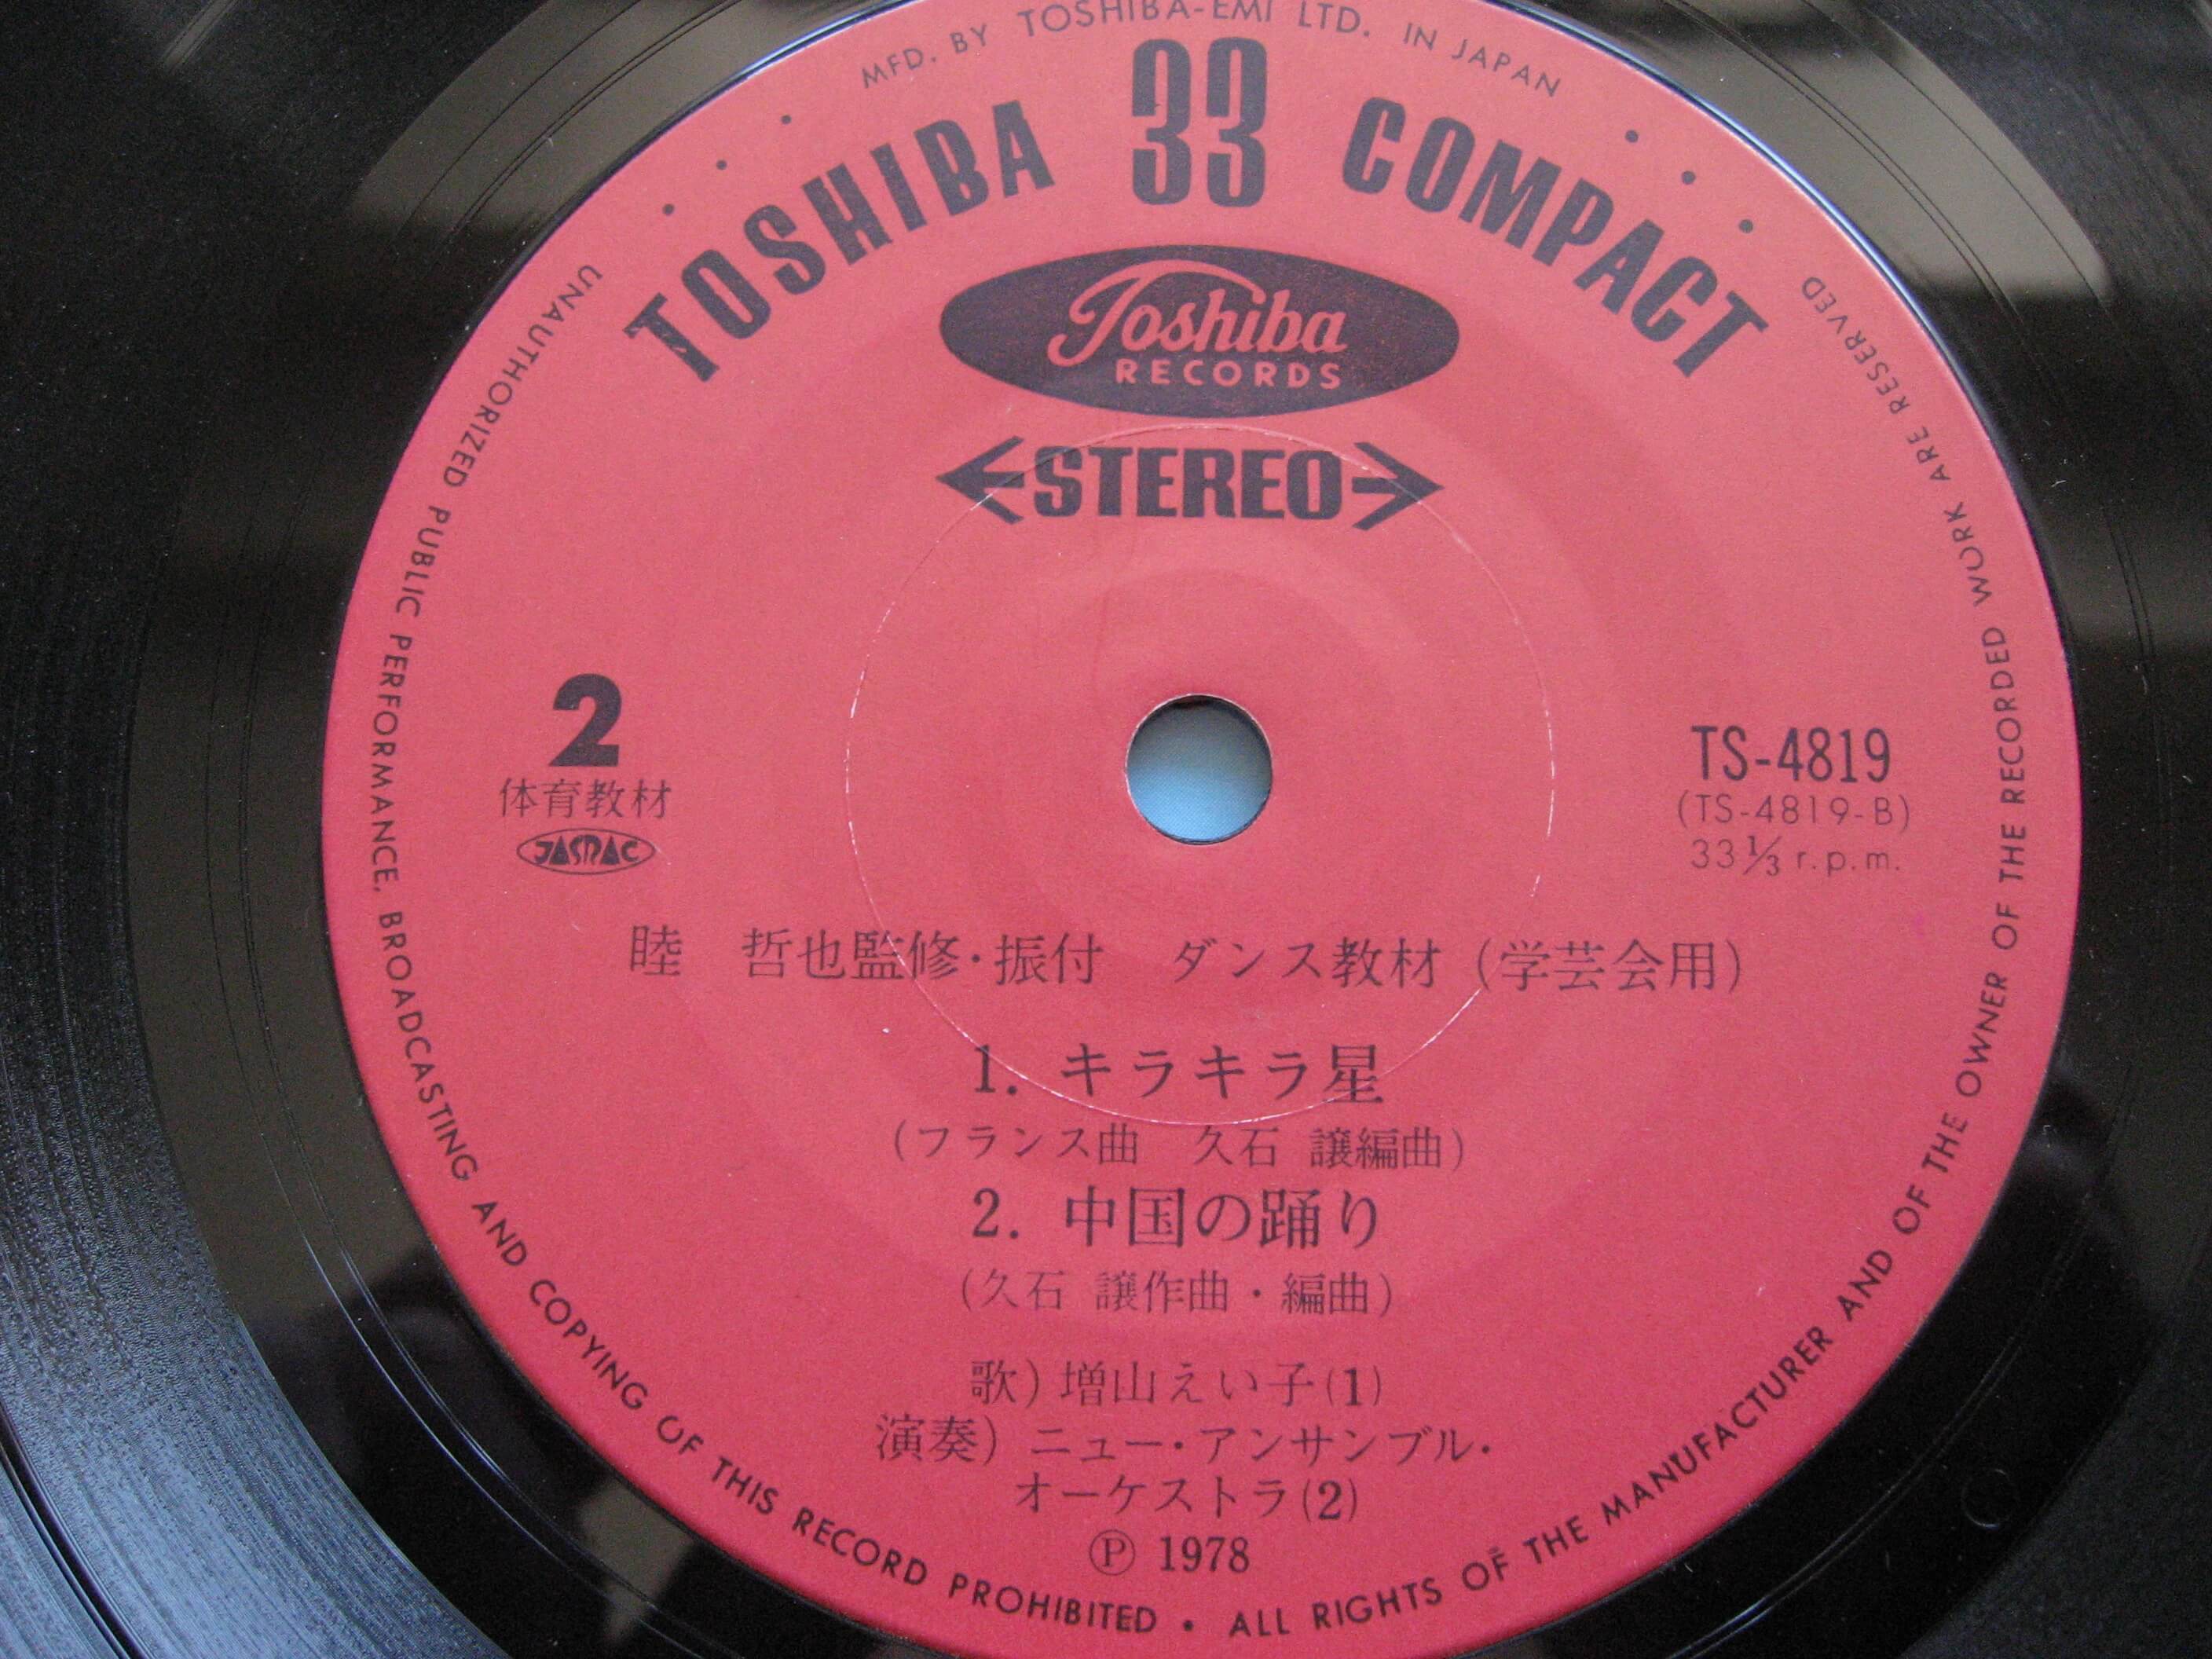 MFD. BY TOSHIBA-EMI LTD. IN JAPAN
TOSHIBA 33 COMPACT
Toshiba
RECORDS
STEREO
2
体育教材
JASRAC
TS-4819
(TS-4819-B)
33⅓ r.p.m.
睦 哲也監修・振付 ダンス教材(学芸会用)
1. キラキラ星
(フランス曲 久石 譲編曲)
2. 中国の踊り
(久石 譲作曲・編曲)
歌) 増山えい子(1)
演奏) ニュー・アンサンブル・
オーケストラ(2)
Ⓟ 1978
UNAUTHORIZED PUBLIC PERFORMANCE, BROADCASTING AND COPYING OF THIS RECORD PROHIBITED • ALL RIGHTS OF THE MANUFACTURER AND OF THE OWNER OF THE RECORDED WORK ARE RESERVED